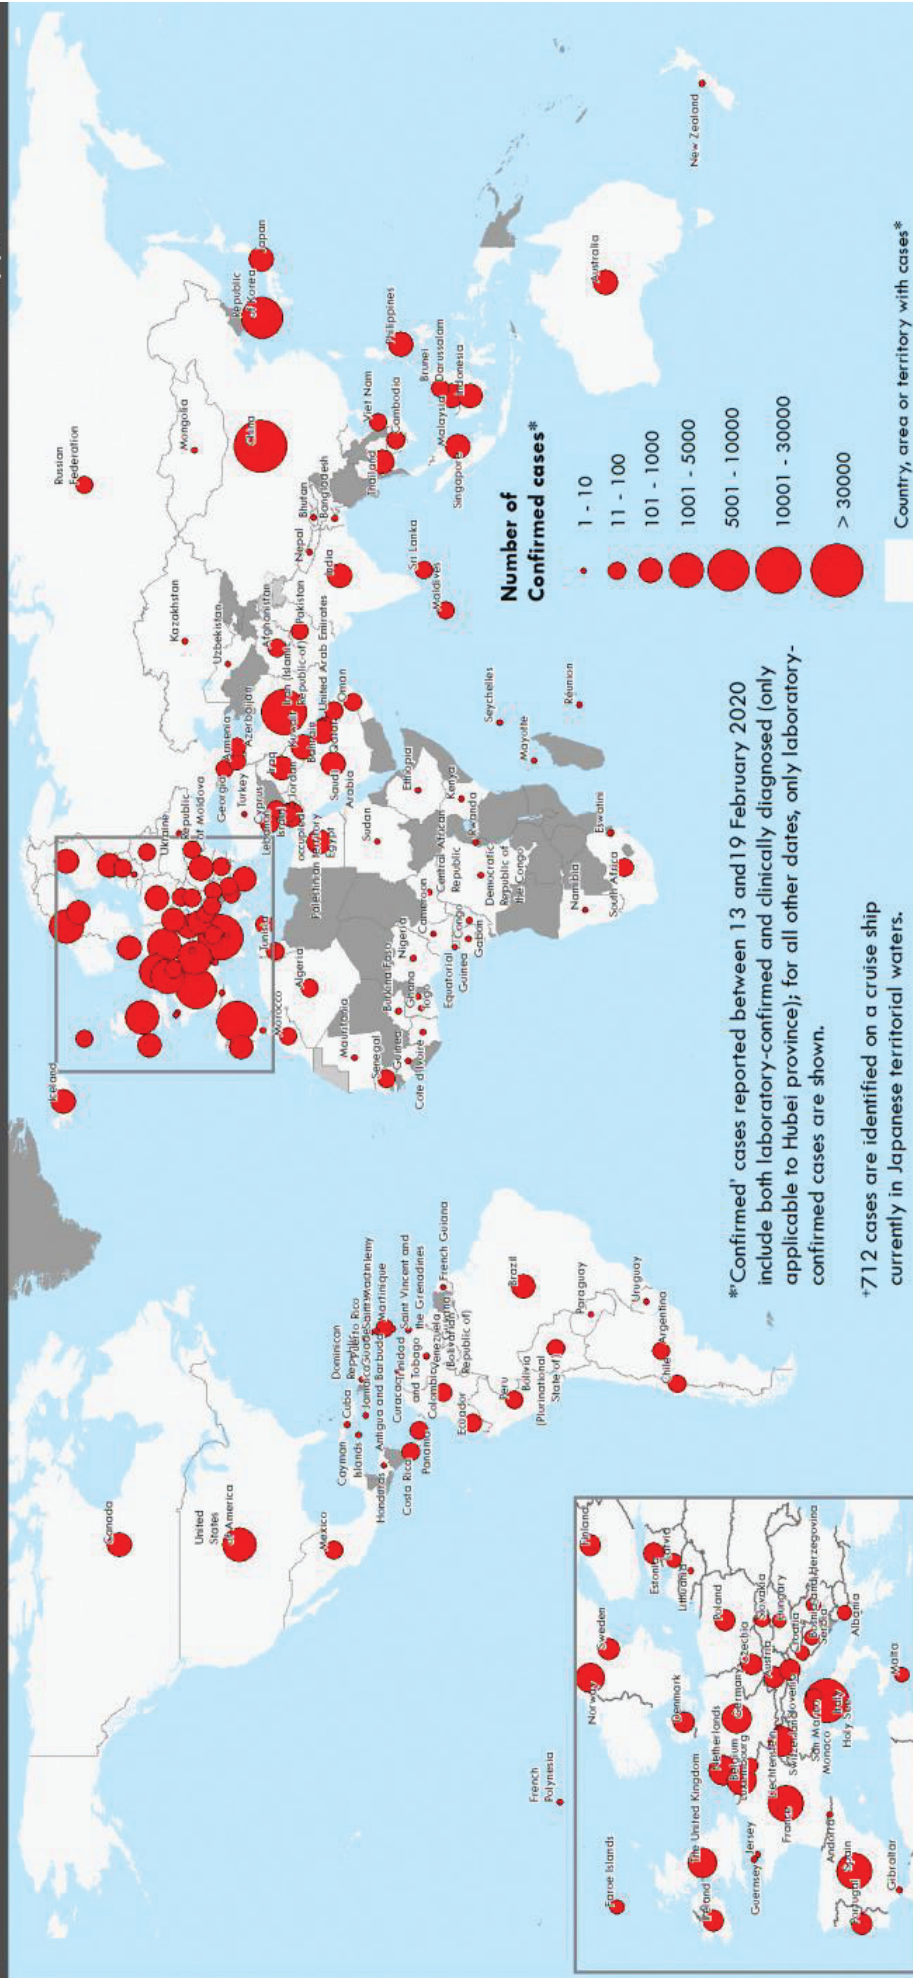 Canada
United
States
of America
Mexico
Cayman
Islands
Cuba
Dominican
Republic
Puerto Rico
Jamaica
Antigua and Barbuda
Martinique
Honduras
Curacao
Trinidad
and Tobago
Saint Vincent and
the Grenadines
Costa Rica
Panama
Colombia
Venezuela
(Bolivarian
Republic of)
Guyana
French Guiana
Ecuador
Peru
Brazil
Bolivia
(Plurinational
State of)
Paraguay
Uruguay
Argentina
Chile
French
Polynesia
Iceland
Morocco
Tunisia
Algeria
Mauritania
Senegal
Guinea
Cote d'Ivoire
Burkina Faso
Ghana
Togo
Nigeria
Cameroon
Equatorial
Guinea
Gabon
Congo
Central African
Republic
Democratic
Republic of
the Congo
Rwanda
Kenya
Ethiopia
Sudan
Egypt
Namibia
South Africa
Eswatini
Mayotte
Seychelles
Réunion
Ukraine
Republic
of Moldova
Georgia
Turkey
Armenia
Azerbaijan
Cyprus
Lebanon
Israel
occupied
Palestinian Territory
Jordan
Iraq
Kuwait
Bahrain
Qatar
Saudi
Arabia
Iran (Islamic
Republic of)
United Arab Emirates
Oman
Afghanistan
Pakistan
Uzbekistan
Kazakhstan
Russian
Federation
Mongolia
China
Republic
of Korea
Japan
Nepal
Bhutan
Bangladesh
India
Sri Lanka
Maldives
Thailand
Viet Nam
Cambodia
Philippines
Brunei
Darussalam
Malaysia
Indonesia
Singapore
Australia
New Zealand
Number of
Confirmed cases*
1 - 10
11 - 100
101 - 1000
1001 - 5000
5001 - 10000
10001 - 30000
> 30000
Country, area or territory with cases*
*'Confirmed' cases reported between 13 and19 February 2020
include both laboratory-confirmed and clinically diagnosed (only
applicable to Hubei province); for all other dates, only laboratory-
confirmed cases are shown.
+712 cases are identified on a cruise ship
currently in Japanese territorial waters.
Faroe Islands
Norway
Sweden
Finland
Estonia
Latvia
Lithuania
Denmark
The United Kingdom
Ireland
Netherlands
Belgium
Luxembourg
Germany
Poland
Czechia
Slovakia
Guernsey
Jersey
Liechtenstein
Switzerland
Austria
Hungary
Slovenia
Croatia
Bosnia and Herzegovina
Serbia
France
San Marino
Monaco
Italy
Holy See
Albania
Andorra
Spain
Portugal
Gibraltar
Malta